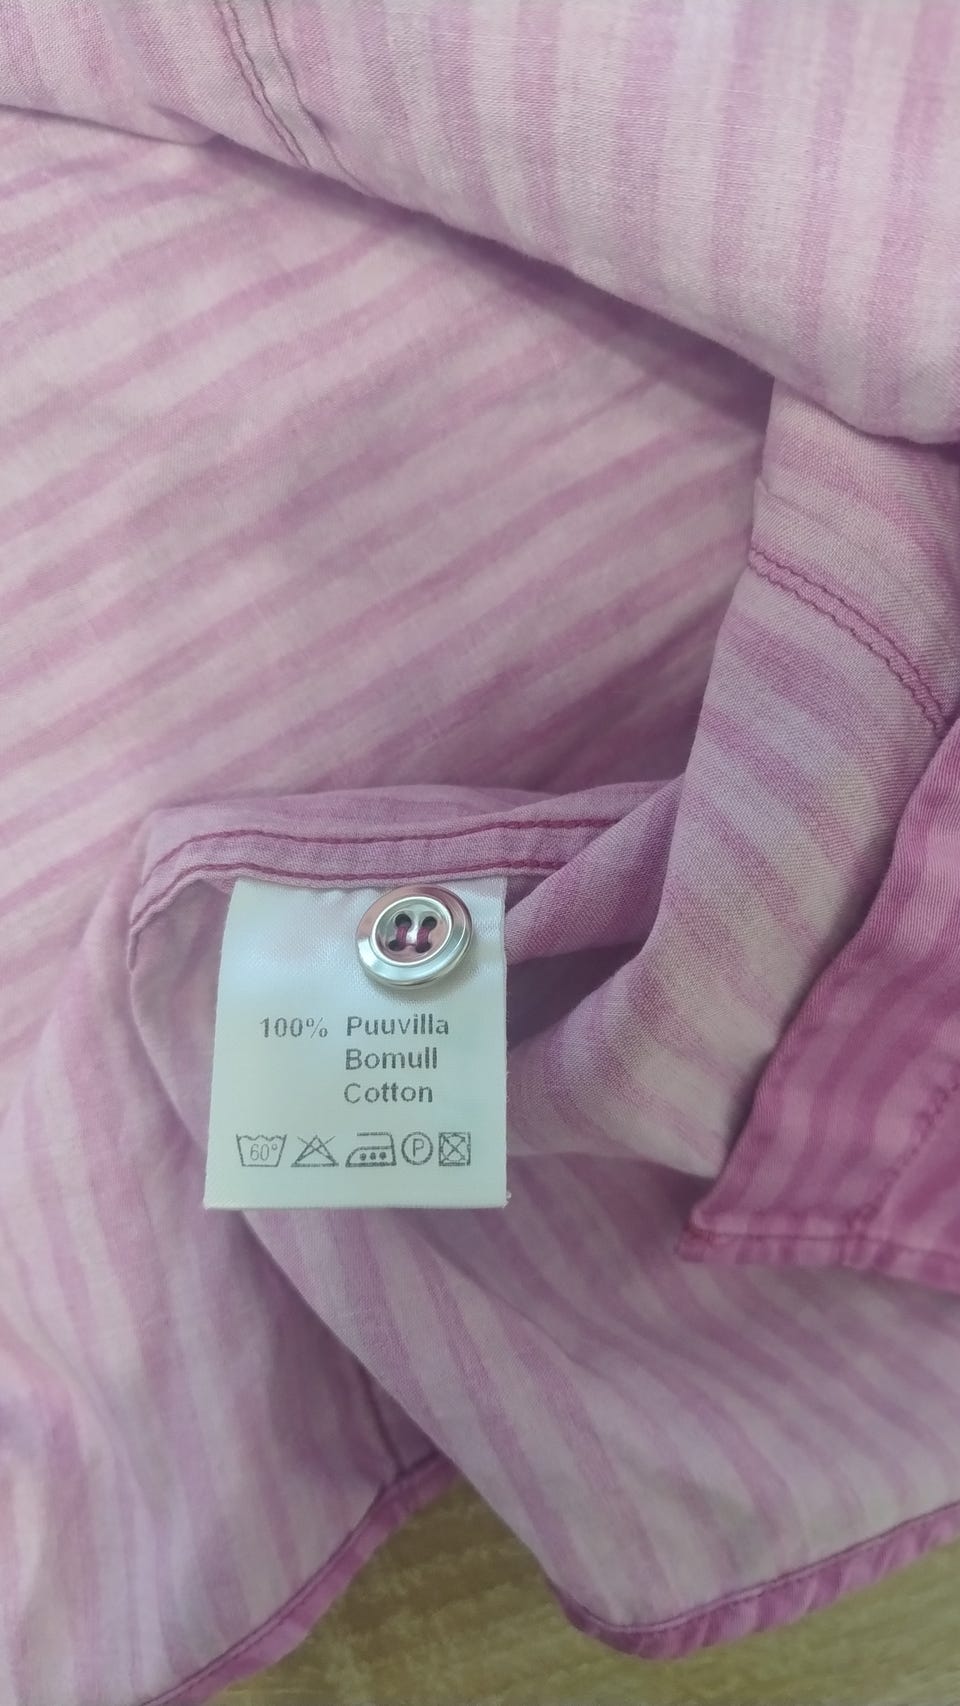 100% Puuvilla
Bomull
Cotton
60° P